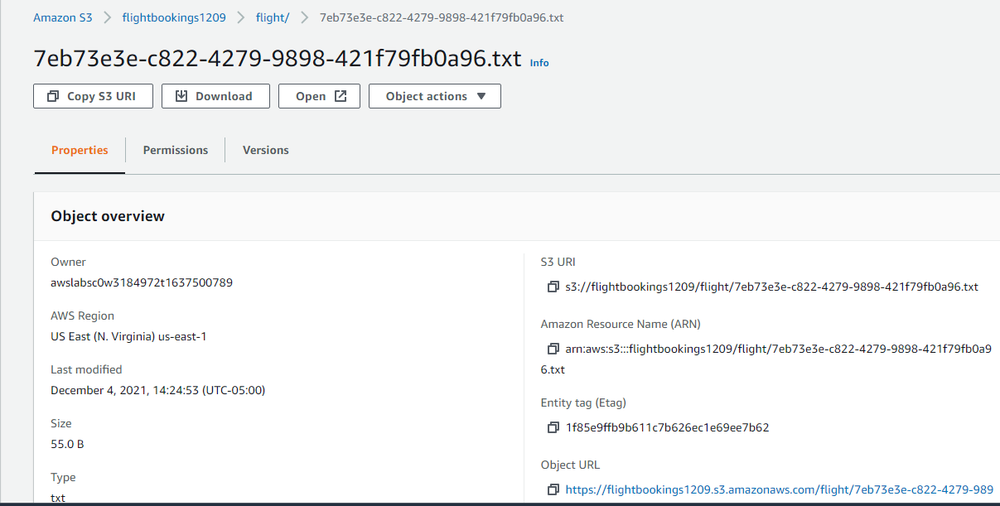 Amazon S3 > flightbookings1209 > flight/ > 7eb73e3e-c822-4279-9898-421f79fb0a96.txt
7eb73e3e-c822-4279-9898-421f79fb0a96.txt Info
Copy S3 URI Download Open Object actions ▼
Properties Permissions Versions
Object overview
Owner
awslabsc0w3184972t1637500789
AWS Region
US East (N. Virginia) us-east-1
Last modified
December 4, 2021, 14:24:53 (UTC-05:00)
Size
55.0 B
Type
txt
S3 URI
s3://flightbookings1209/flight/7eb73e3e-c822-4279-9898-421f79fb0a96.txt
Amazon Resource Name (ARN)
arn:aws:s3:::flightbookings1209/flight/7eb73e3e-c822-4279-9898-421f79fb0a9
6.txt
Entity tag (Etag)
1f85e9ffb9b611c7b626ec1e69ee7b62
Object URL
https://flightbookings1209.s3.amazonaws.com/flight/7eb73e3e-c822-4279-989